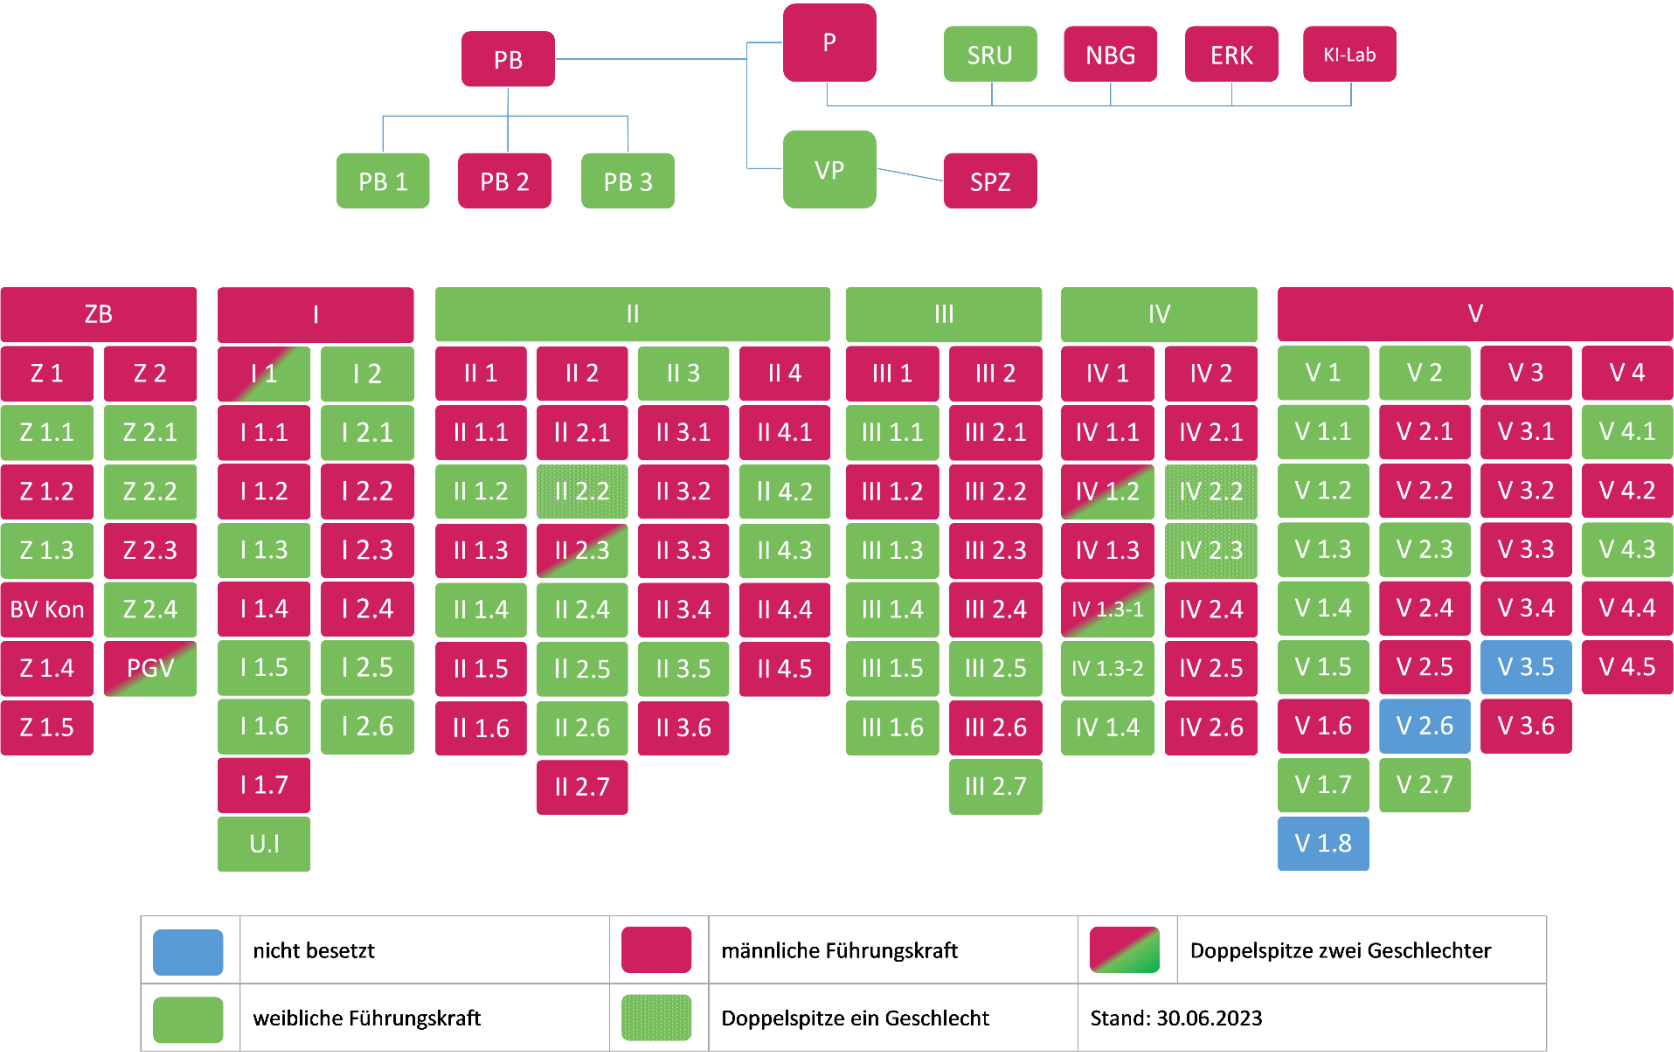 P
SRU
NBG
ERK
KI-Lab
PB
PB 1
PB 2
PB 3
VP
SPZ
ZB
I
II
III
IV
V
Z 1
Z 2
I 1
I 2
II 1
II 2
II 3
II 4
III 1
III 2
IV 1
IV 2
V 1
V 2
V 3
V 4
Z 1.1
Z 2.1
I 1.1
I 2.1
II 1.1
II 2.1
II 3.1
II 4.1
III 1.1
III 2.1
IV 1.1
IV 2.1
V 1.1
V 2.1
V 3.1
V 4.1
Z 1.2
Z 2.2
I 1.2
I 2.2
II 1.2
II 2.2
II 3.2
II 4.2
III 1.2
III 2.2
IV 1.2
IV 2.2
V 1.2
V 2.2
V 3.2
V 4.2
Z 1.3
Z 2.3
I 1.3
I 2.3
II 1.3
II 2.3
II 3.3
II 4.3
III 1.3
III 2.3
IV 1.3
IV 2.3
V 1.3
V 2.3
V 3.3
V 4.3
BV Kon
Z 2.4
I 1.4
I 2.4
II 1.4
II 2.4
II 3.4
II 4.4
III 1.4
III 2.4
IV 1.3-1
IV 2.4
V 1.4
V 2.4
V 3.4
V 4.4
Z 1.4
PGV
I 1.5
I 2.5
II 1.5
II 2.5
II 3.5
II 4.5
III 1.5
III 2.5
IV 1.3-2
IV 2.5
V 1.5
V 2.5
V 3.5
V 4.5
Z 1.5
I 1.6
I 2.6
II 1.6
II 2.6
II 3.6
III 1.6
III 2.6
IV 1.4
IV 2.6
V 1.6
V 2.6
V 3.6
I 1.7
II 2.7
III 2.7
V 1.7
V 2.7
U.I
V 1.8
nicht besetzt
männliche Führungskraft
Doppelspitze zwei Geschlechter
weibliche Führungskraft
Doppelspitze ein Geschlecht
Stand: 30.06.2023